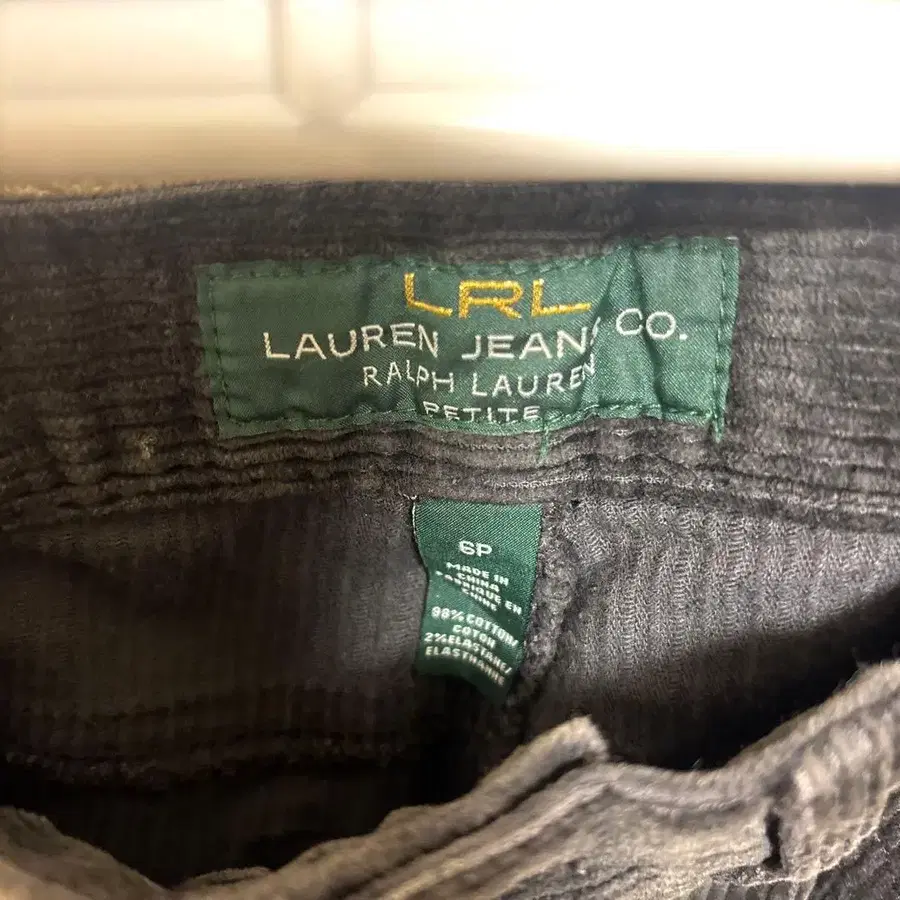 LRL
LAUREN JEANS CO.
RALPH LAUREN
PETITE
6P
MADE IN
CHINA
FABRIQUE EN
CHINE
98% COTTON/
COTON
2% ELASTANE/
ELASTHANNE